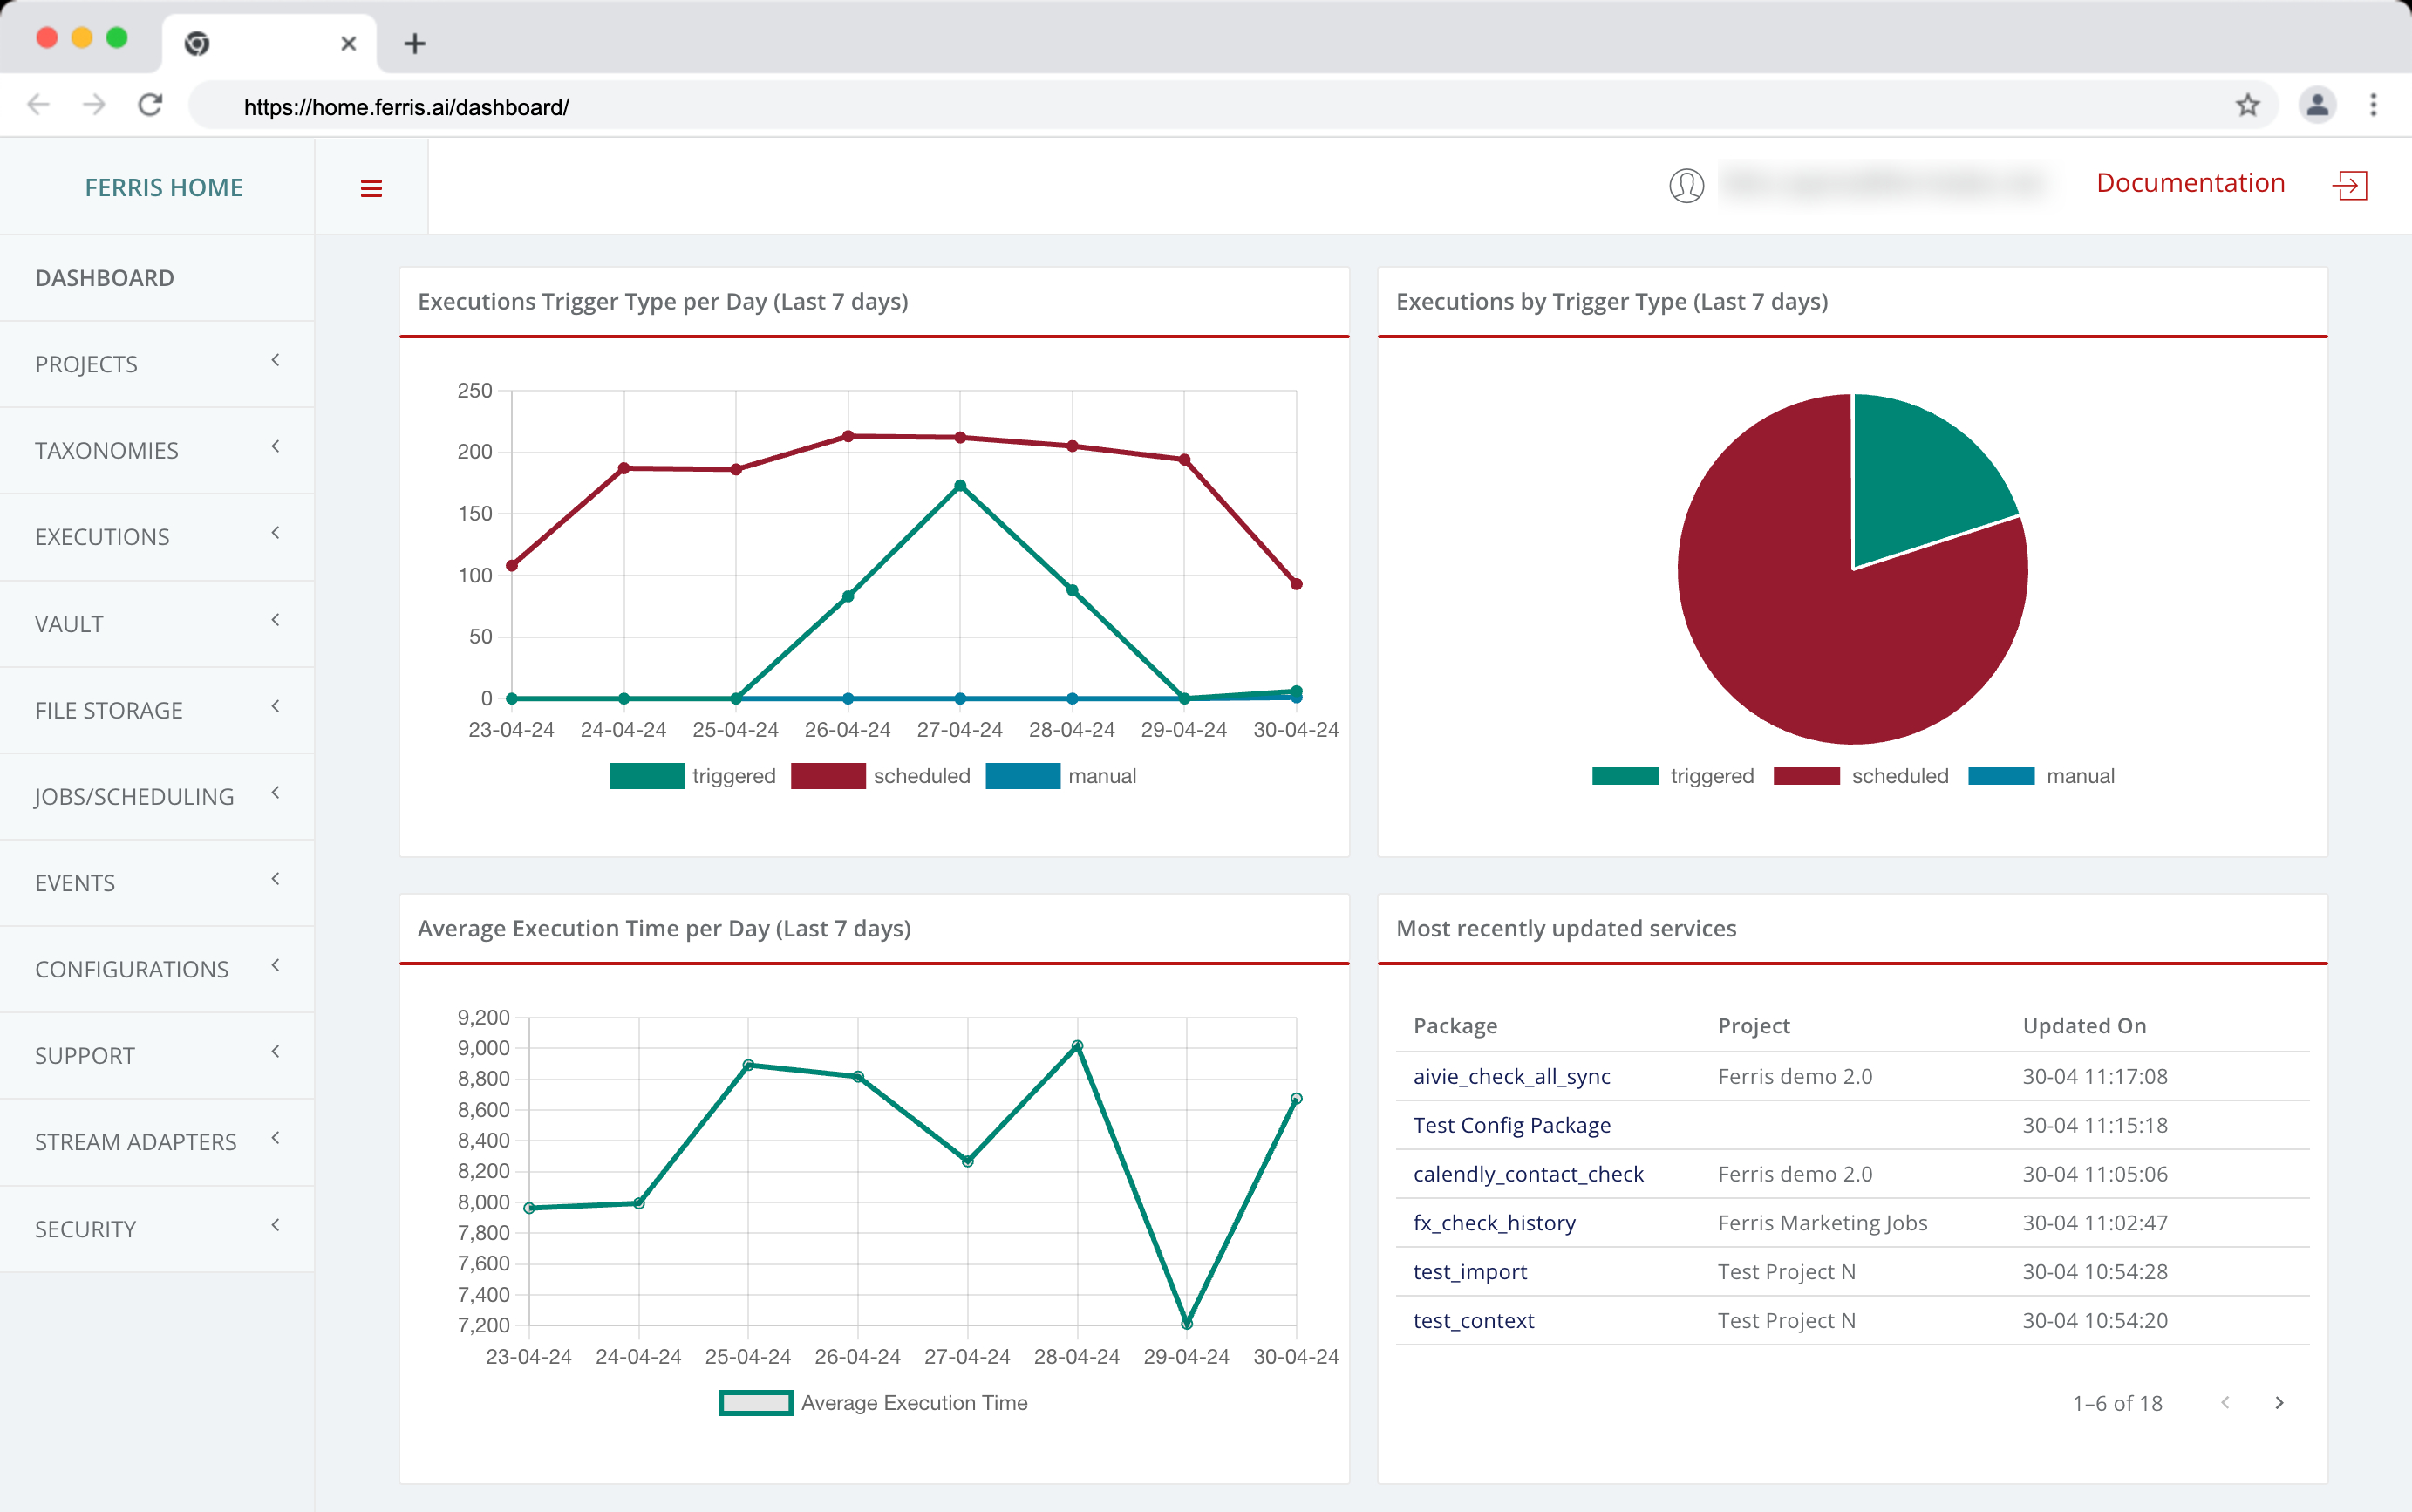 https://home.ferris.ai/dashboard/
FERRIS HOME
Documentation
DASHBOARD
PROJECTS
TAXONOMIES
EXECUTIONS
VAULT
FILE STORAGE
JOBS/SCHEDULING
EVENTS
CONFIGURATIONS
SUPPORT
STREAM ADAPTERS
SECURITY
Executions Trigger Type per Day (Last 7 days)
250
200
150
100
50
0
23-04-24 24-04-24 25-04-24 26-04-24 27-04-24 28-04-24 29-04-24 30-04-24
triggered scheduled manual
Executions by Trigger Type (Last 7 days)
triggered scheduled manual
Average Execution Time per Day (Last 7 days)
9,200
9,000
8,800
8,600
8,400
8,200
8,000
7,800
7,600
7,400
7,200
23-04-24 24-04-24 25-04-24 26-04-24 27-04-24 28-04-24 29-04-24 30-04-24
Average Execution Time
Most recently updated services
Package Project Updated On
aivie_check_all_sync Ferris demo 2.0 30-04 11:17:08
Test Config Package 30-04 11:15:18
calendly_contact_check Ferris demo 2.0 30-04 11:05:06
fx_check_history Ferris Marketing Jobs 30-04 11:02:47
test_import Test Project N 30-04 10:54:28
test_context Test Project N 30-04 10:54:20
1–6 of 18